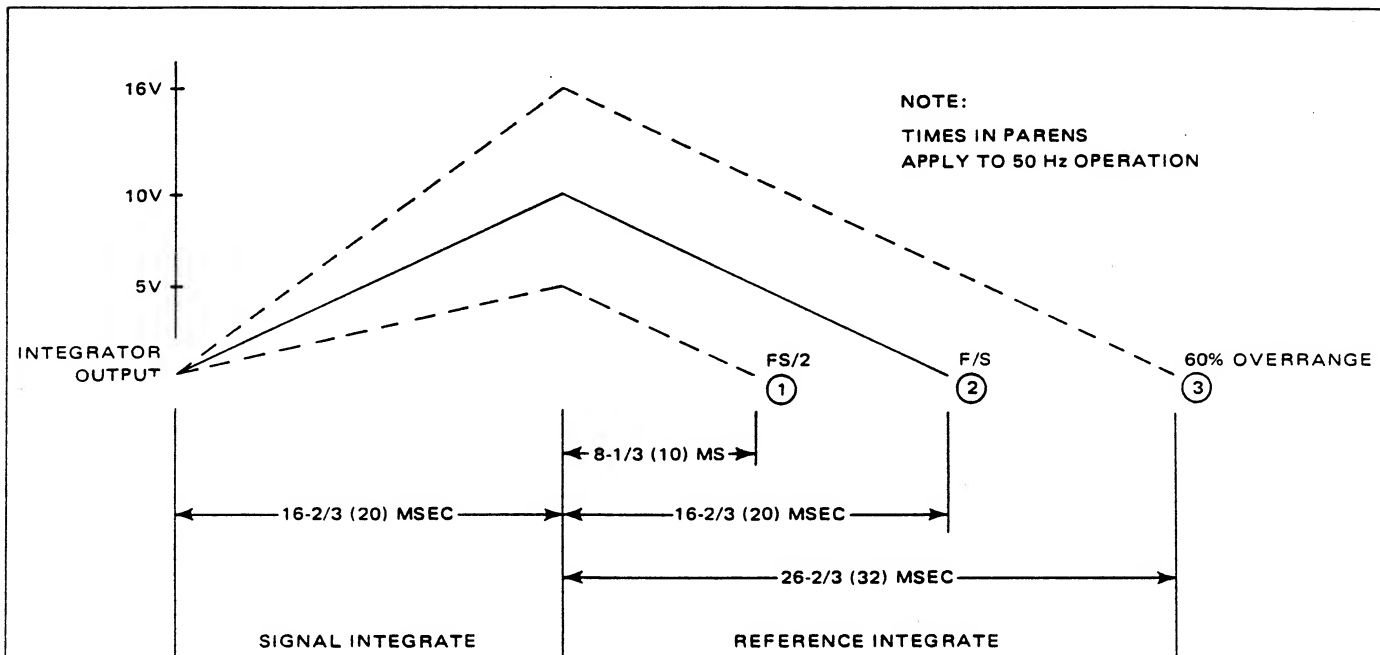 16V
NOTE:
TIMES IN PARENS
APPLY TO 50 Hz OPERATION
10V
5V
INTEGRATOR
OUTPUT
FS/2
1
F/S
2
60% OVERRANGE
3
8-1/3 (10) MS
16-2/3 (20) MSEC
16-2/3 (20) MSEC
26-2/3 (32) MSEC
SIGNAL INTEGRATE
REFERENCE INTEGRATE